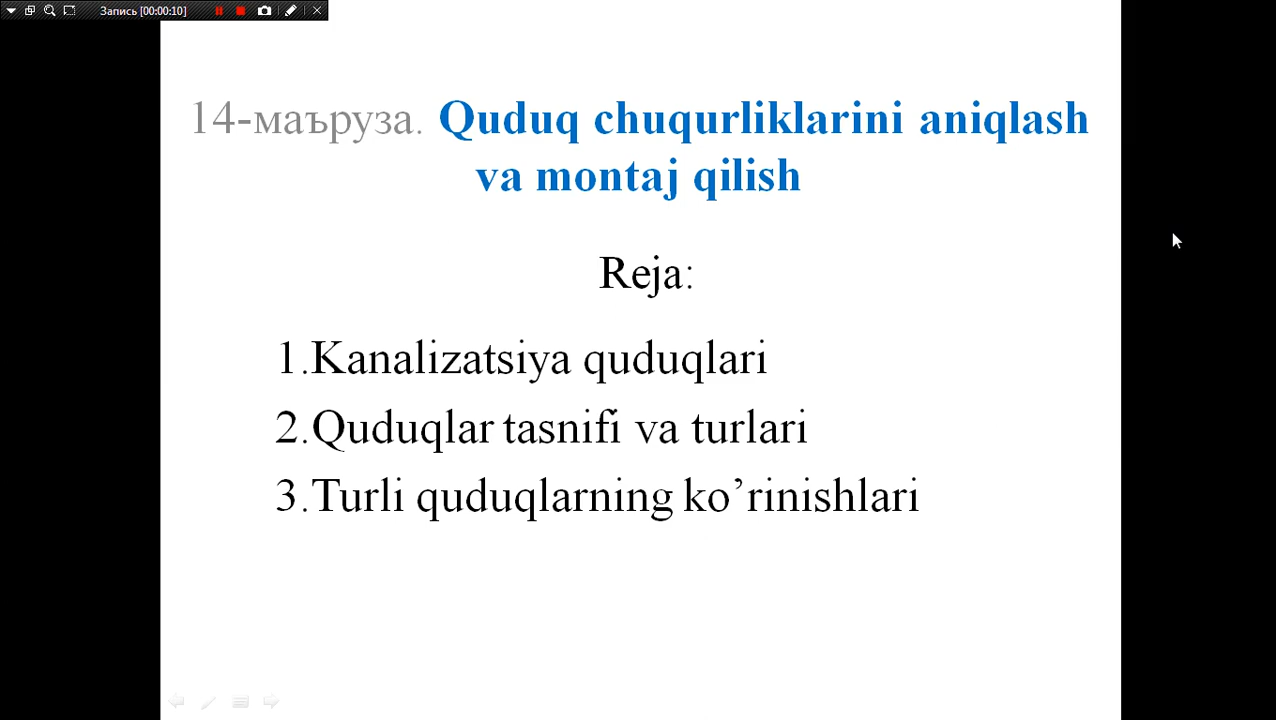 Запись [00:00:10]
14-маъруза. Quduq chuqurliklarini aniqlash
va montaj qilish
Reja:
1.Kanalizatsiya quduqlari
2.Quduqlar tasnifi va turlari
3.Turli quduqlarning ko’rinishlari